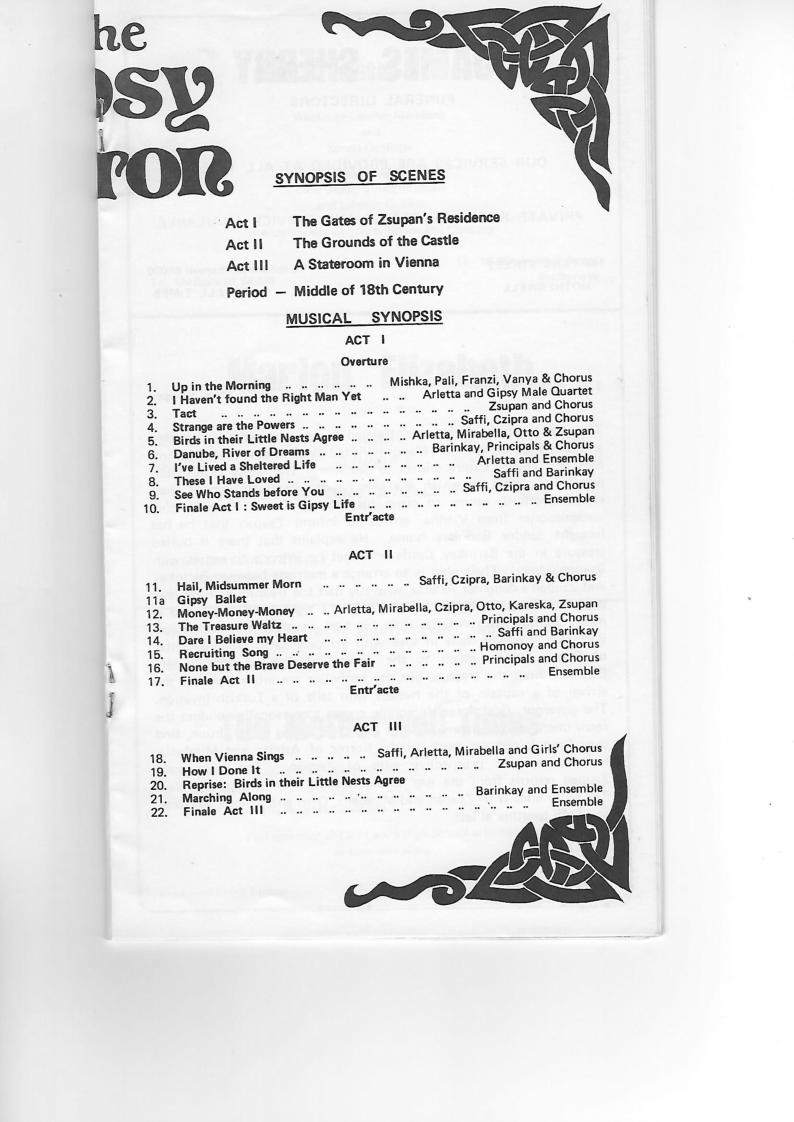 he
psy
ron
SYNOPSIS OF SCENES
Act I The Gates of Zsupan's Residence
Act II The Grounds of the Castle
Act III A Stateroom in Vienna
Period — Middle of 18th Century
MUSICAL SYNOPSIS
ACT I
Overture
1. Up in the Morning .. .. .. .. .. .. Mishka, Pali, Franzi, Vanya & Chorus
2. I Haven't found the Right Man Yet .. .. Arletta and Gipsy Male Quartet
3. Tact .. .. .. .. .. .. .. .. .. .. .. .. .. .. .. .. Zsupan and Chorus
4. Strange are the Powers .. .. .. .. .. .. .. .. .. .. Saffi, Czipra and Chorus
5. Birds in their Little Nests Agree .. .. .. .. Arletta, Mirabella, Otto & Zsupan
6. Danube, River of Dreams .. .. .. .. .. .. .. Barinkay, Principals & Chorus
7. I've Lived a Sheltered Life .. .. .. .. .. .. .. .. Arletta and Ensemble
8. These I Have Loved .. .. .. .. .. .. .. .. .. .. .. Saffi and Barinkay
9. See Who Stands before You .. .. .. .. .. .. .. .. Saffi, Czipra and Chorus
10. Finale Act I : Sweet is Gipsy Life .. .. .. .. .. .. .. .. .. .. .. Ensemble
Entr'acte
ACT II
11. Hail, Midsummer Morn .. .. .. .. .. .. Saffi, Czipra, Barinkay & Chorus
11a Gipsy Ballet
12. Money-Money-Money .. .. Arletta, Mirabella, Czipra, Otto, Kareska, Zsupan
13. The Treasure Waltz .. .. .. .. .. .. .. .. .. .. .. .. Principals and Chorus
14. Dare I Believe my Heart .. .. .. .. .. .. .. .. .. .. .. Saffi and Barinkay
15. Recruiting Song .. .. .. .. .. .. .. .. .. .. .. .. .. Homonoy and Chorus
16. None but the Brave Deserve the Fair .. .. .. .. .. .. Principals and Chorus
17. Finale Act II .. .. .. .. .. .. .. .. .. .. .. .. .. .. .. .. Ensemble
Entr'acte
ACT III
18. When Vienna Sings .. .. .. .. .. Saffi, Arletta, Mirabella and Girls' Chorus
19. How I Done It .. .. .. .. .. .. .. .. .. .. .. .. .. Zsupan and Chorus
20. Reprise: Birds in their Little Nests Agree
21. Marching Along .. .. .. .. .. .. .. .. .. .. .. .. Barinkay and Ensemble
22. Finale Act III .. .. .. .. .. .. .. .. .. .. .. .. .. .. .. .. Ensemble